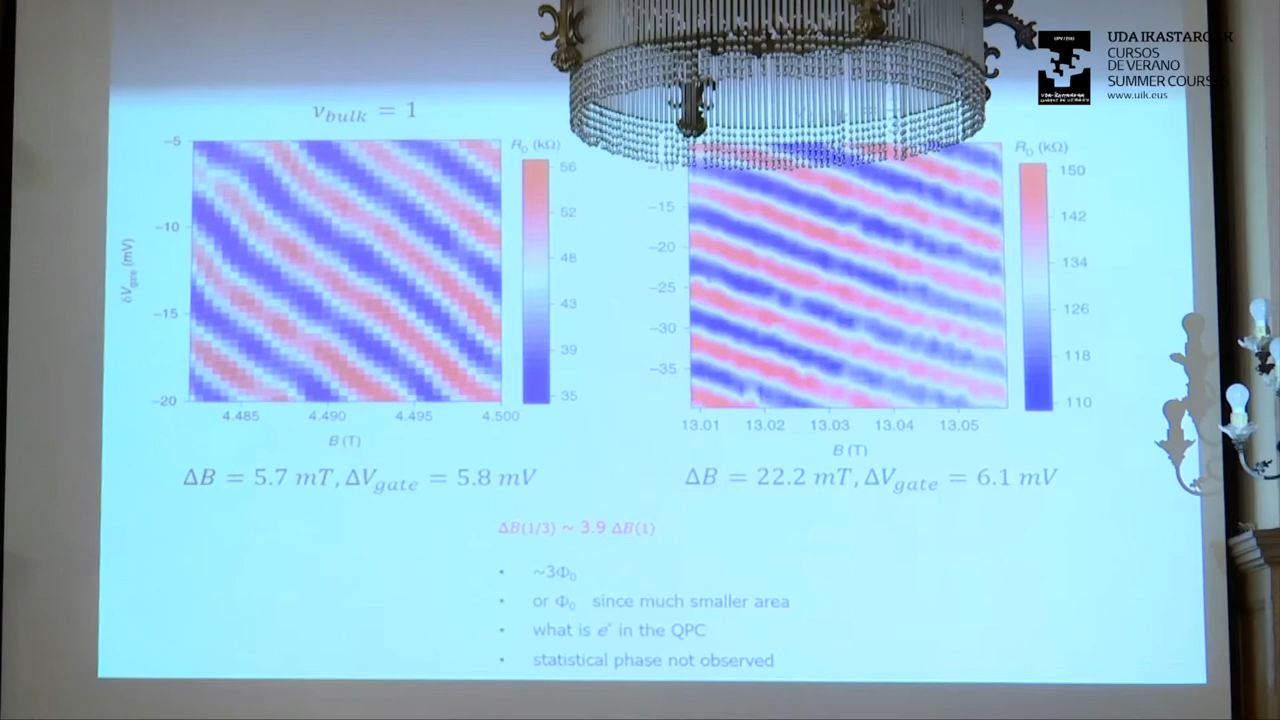 UDA IKASTAROAK
CURSOS
DE VERANO
SUMMER COURSES
www.uik.eus
UPV / EHU
ν_bulk = 1
R_D (kΩ)
56
52
48
43
39
35
−5
−10
−15
−20
δV_gate (mV)
4.485 4.490 4.495 4.500
B (T)
ΔB = 5.7 mT, ΔV_gate = 5.8 mV
R_D (kΩ)
150
142
134
126
118
110
−10
−15
−20
−25
−30
−35
13.01 13.02 13.03 13.04 13.05
B (T)
ΔB = 22.2 mT, ΔV_gate = 6.1 mV
ΔB(1/3) ~ 3.9 ΔB(1)
• ~3Φ₀
• or Φ₀ since much smaller area
• what is e* in the QPC
• statistical phase not observed